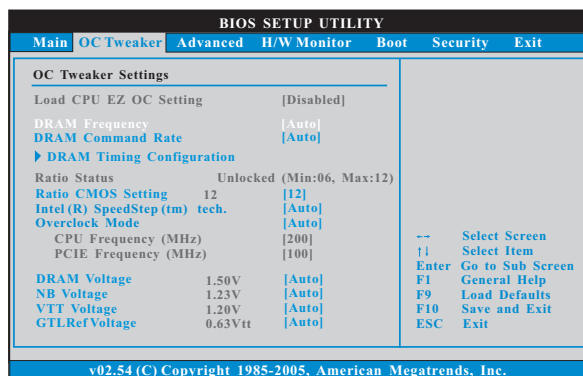 BIOS SETUP UTILITY
Main OC Tweaker Advanced H/W Monitor Boot Security Exit
OC Tweaker Settings
Load CPU EZ OC Setting [Disabled]
DRAM Frequency [Auto]
DRAM Command Rate [Auto]
DRAM Timing Configuration
Ratio Status Unlocked (Min:06, Max:12)
Ratio CMOS Setting 12 [12]
Intel (R) SpeedStep (tm) tech. [Auto]
Overclock Mode [Auto]
CPU Frequency (MHz) [200]
PCIE Frequency (MHz) [100]
DRAM Voltage 1.50V [Auto]
NB Voltage 1.23V [Auto]
VTT Voltage 1.20V [Auto]
GTLRef Voltage 0.63Vtt [Auto]
←→ Select Screen
↑↓ Select Item
Enter Go to Sub Screen
F1 General Help
F9 Load Defaults
F10 Save and Exit
ESC Exit
v02.54 (C) Copyright 1985-2005, American Megatrends, Inc.